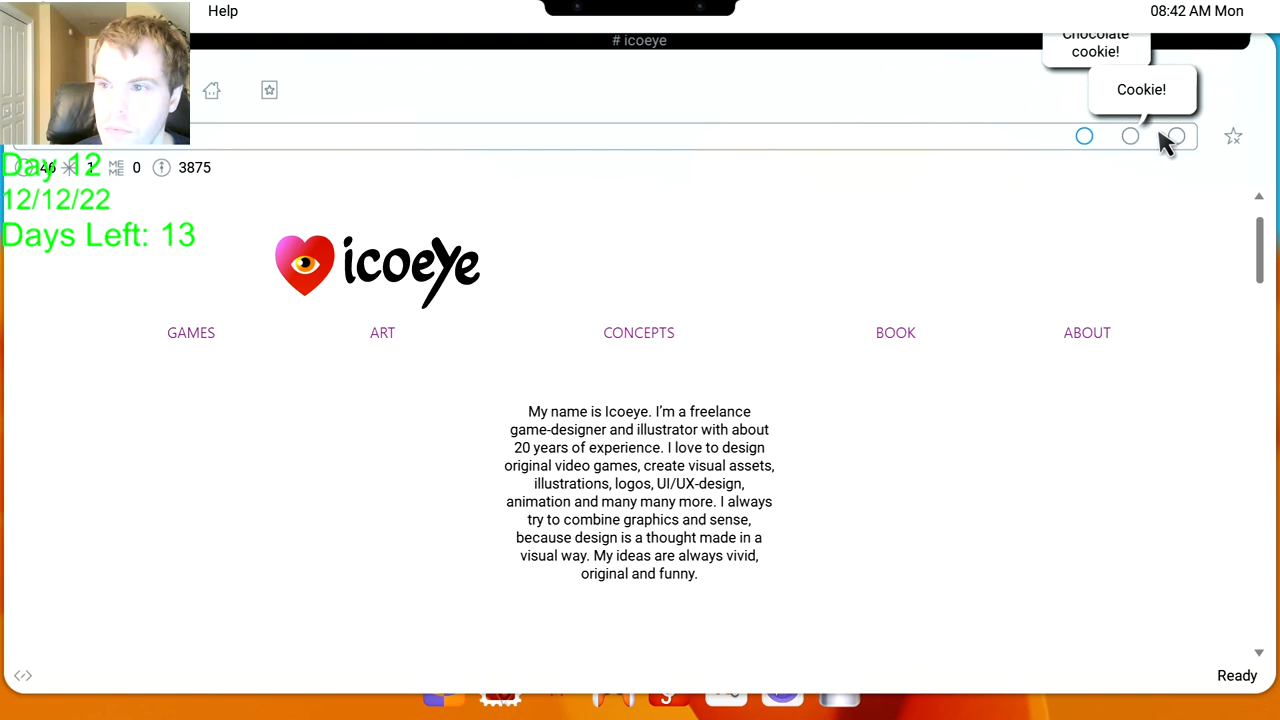 Help
08:42 AM Mon
# icoeye
Chocolate
cookie!
Cookie!
Day 12
46
1
ME
ME
0
3875
12/12/22
Days Left: 13
icoeye
GAMES
ART
CONCEPTS
BOOK
ABOUT
My name is Icoeye. I'm a freelance
game-designer and illustrator with about
20 years of experience. I love to design
original video games, create visual assets,
illustrations, logos, UI/UX-design,
animation and many many more. I always
try to combine graphics and sense,
because design is a thought made in a
visual way. My ideas are always vivid,
original and funny.
Ready